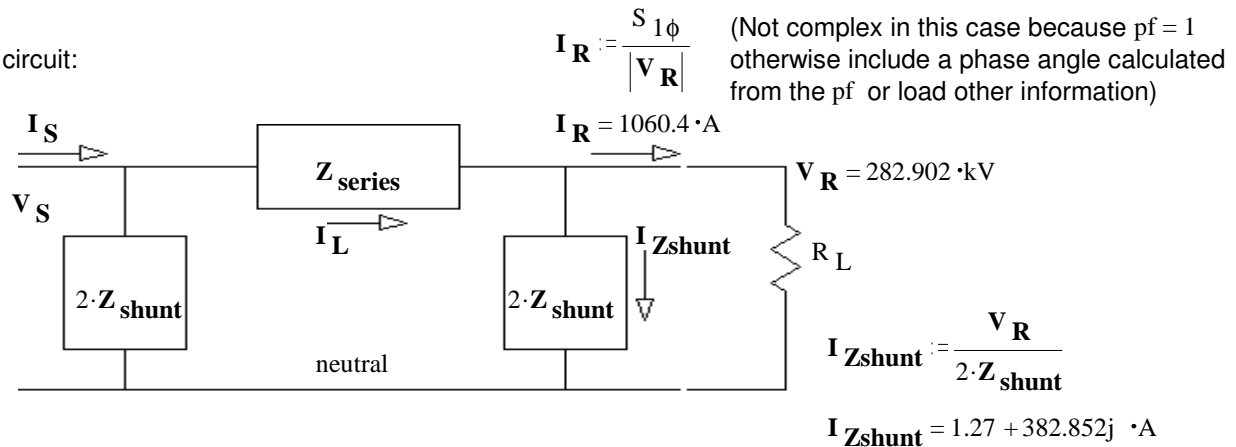 I R := S 1ϕ / |V R|
(Not complex in this case because pf = 1
otherwise include a phase angle calculated
from the pf or load other information)
circuit:
I S
I R = 1060.4 ·A
Z series
V R = 282.902 ·kV
V S
I L
I Zshunt
R L
2·Z shunt
2·Z shunt
neutral
I Zshunt := V R / 2·Z shunt
I Zshunt = 1.27 + 382.852j ·A